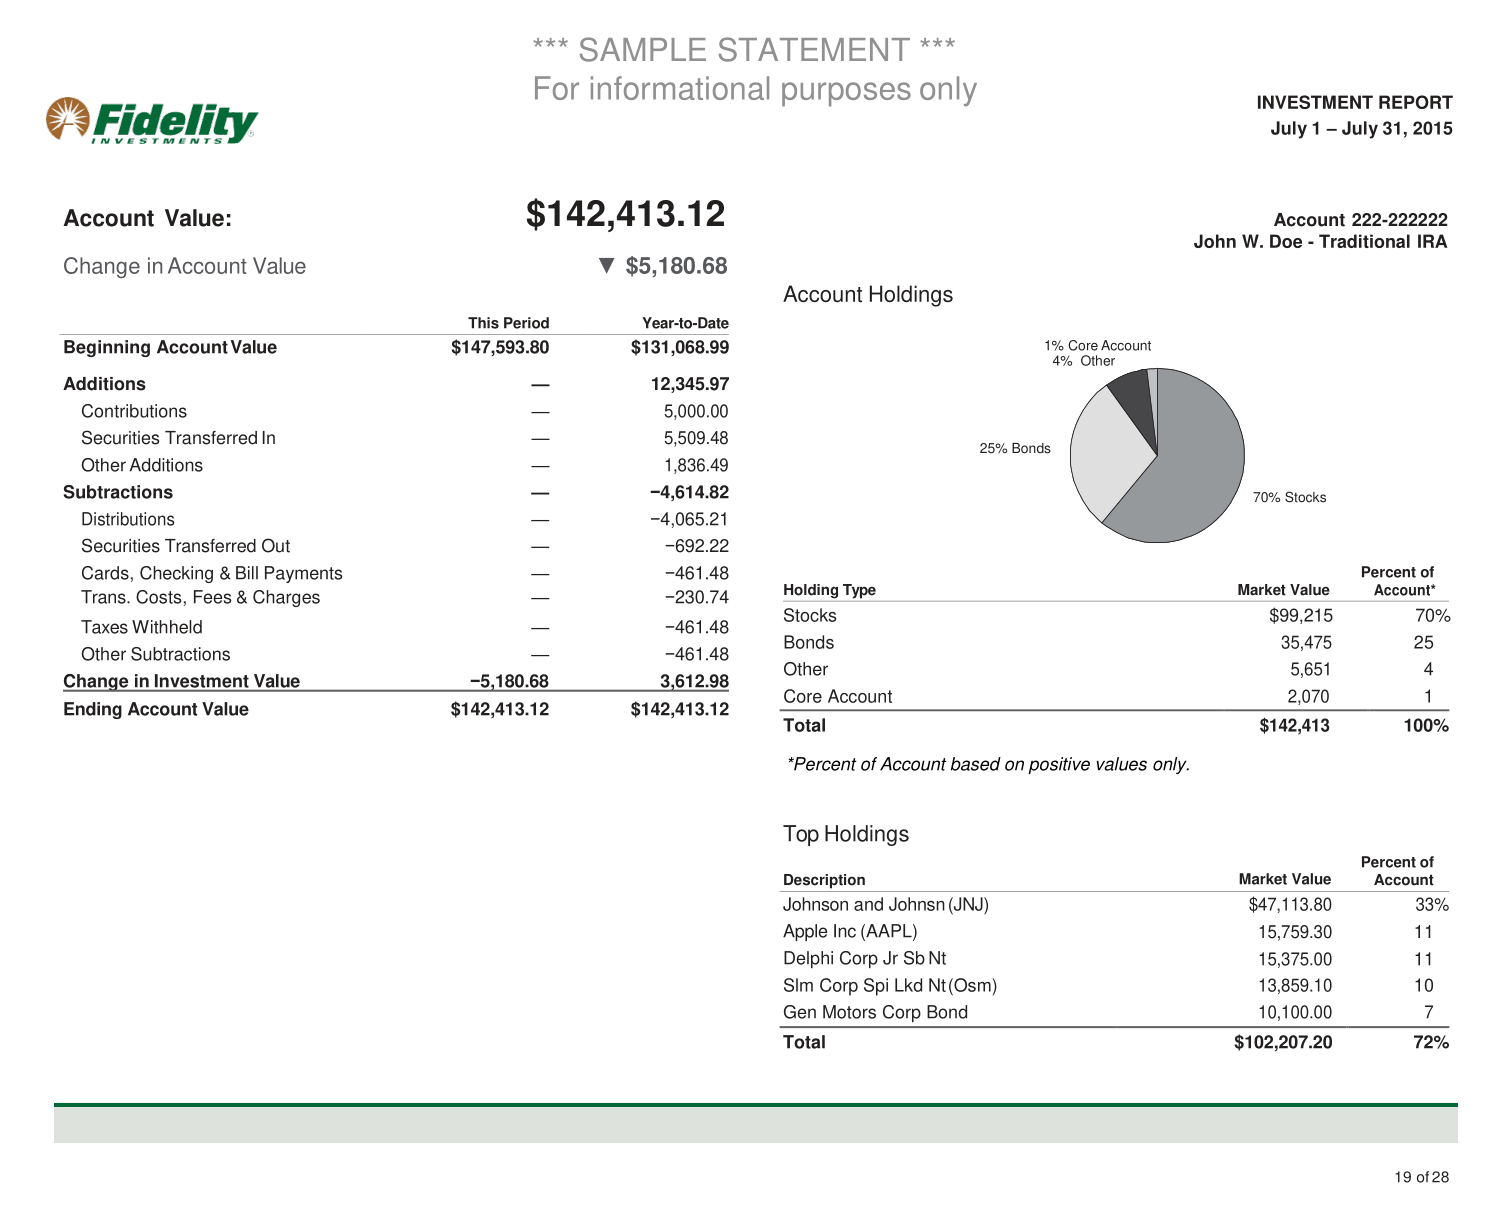 *** SAMPLE STATEMENT ***
For informational purposes only
Fidelity
INVESTMENTS
INVESTMENT REPORT
July 1 – July 31, 2015
Account Value: $142,413.12
Change in Account Value ▼ $5,180.68
Account 222-222222
John W. Doe - Traditional IRA
This Period Year-to-Date
Beginning Account Value $147,593.80 $131,068.99
Additions — 12,345.97
Contributions — 5,000.00
Securities Transferred In — 5,509.48
Other Additions — 1,836.49
Subtractions — −4,614.82
Distributions — −4,065.21
Securities Transferred Out — −692.22
Cards, Checking & Bill Payments — −461.48
Trans. Costs, Fees & Charges — −230.74
Taxes Withheld — −461.48
Other Subtractions — −461.48
Change in Investment Value −5,180.68 3,612.98
Ending Account Value $142,413.12 $142,413.12
Account Holdings
1% Core Account
4% Other
25% Bonds
70% Stocks
Percent of
Holding Type Market Value Account*
Stocks $99,215 70%
Bonds 35,475 25
Other 5,651 4
Core Account 2,070 1
Total $142,413 100%
*Percent of Account based on positive values only.
Top Holdings
Percent of
Description Market Value Account
Johnson and Johnsn (JNJ) $47,113.80 33%
Apple Inc (AAPL) 15,759.30 11
Delphi Corp Jr Sb Nt 15,375.00 11
Slm Corp Spi Lkd Nt (Osm) 13,859.10 10
Gen Motors Corp Bond 10,100.00 7
Total $102,207.20 72%
19 of 28